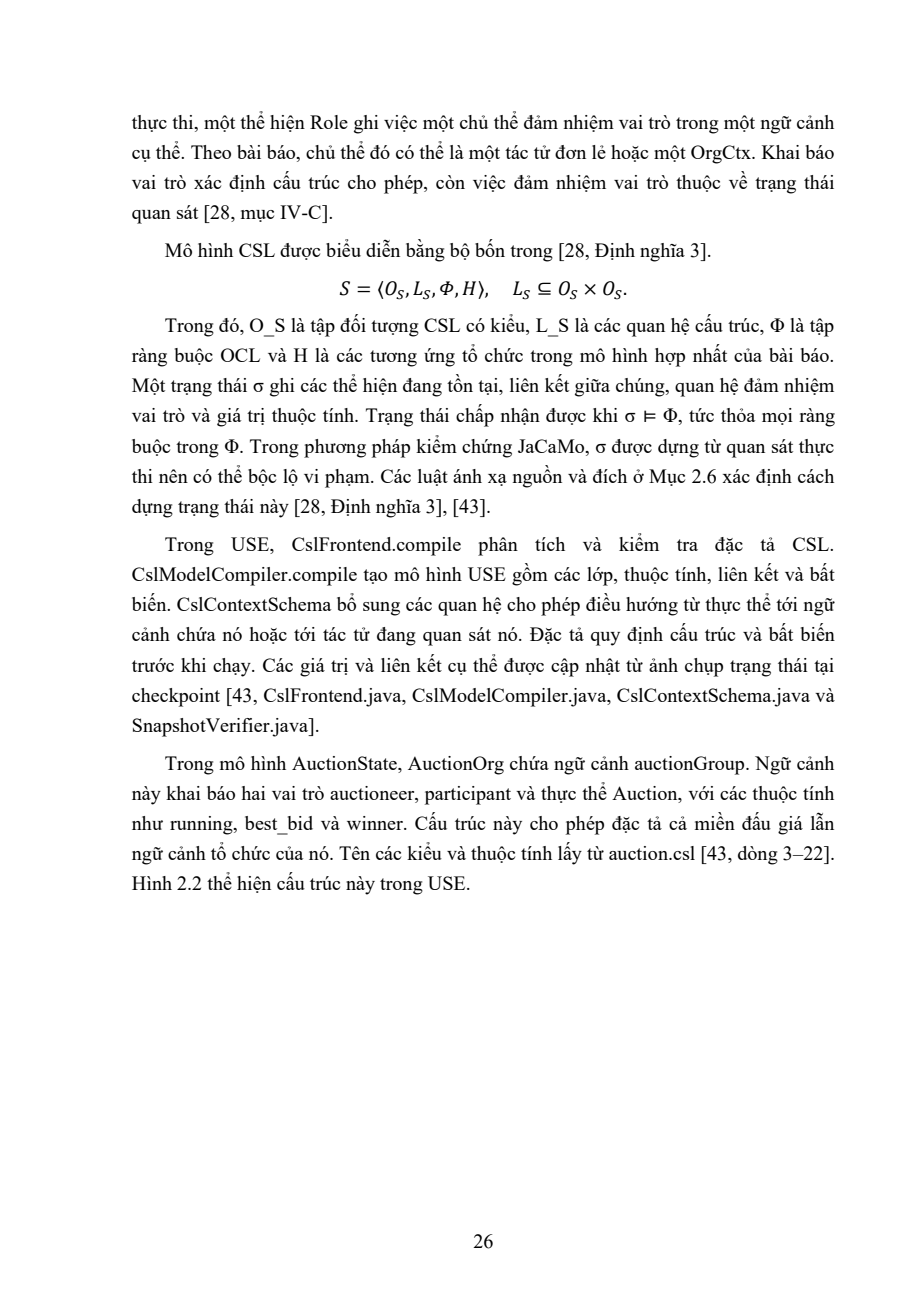 thực thi, một thể hiện Role ghi việc một chủ thể đảm nhiệm vai trò trong một ngữ cảnh
cụ thể. Theo bài báo, chủ thể đó có thể là một tác tử đơn lẻ hoặc một OrgCtx. Khai báo
vai trò xác định cấu trúc cho phép, còn việc đảm nhiệm vai trò thuộc về trạng thái
quan sát [28, mục IV-C].
Mô hình CSL được biểu diễn bằng bộ bốn trong [28, Định nghĩa 3].
𝑆 = ⟨𝑂_𝑆, 𝐿_𝑆, 𝛷, 𝐻⟩, 𝐿_𝑆 ⊆ 𝑂_𝑆 × 𝑂_𝑆.
Trong đó, O_S là tập đối tượng CSL có kiểu, L_S là các quan hệ cấu trúc, Φ là tập
ràng buộc OCL và H là các tương ứng tổ chức trong mô hình hợp nhất của bài báo.
Một trạng thái σ ghi các thể hiện đang tồn tại, liên kết giữa chúng, quan hệ đảm nhiệm
vai trò và giá trị thuộc tính. Trạng thái chấp nhận được khi σ ⊨ Φ, tức thỏa mọi ràng
buộc trong Φ. Trong phương pháp kiểm chứng JaCaMo, σ được dựng từ quan sát thực
thi nên có thể bộc lộ vi phạm. Các luật ánh xạ nguồn và đích ở Mục 2.6 xác định cách
dựng trạng thái này [28, Định nghĩa 3], [43].
Trong USE, CslFrontend.compile phân tích và kiểm tra đặc tả CSL.
CslModelCompiler.compile tạo mô hình USE gồm các lớp, thuộc tính, liên kết và bất
biến. CslContextSchema bổ sung các quan hệ cho phép điều hướng từ thực thể tới ngữ
cảnh chứa nó hoặc tới tác tử đang quan sát nó. Đặc tả quy định cấu trúc và bất biến
trước khi chạy. Các giá trị và liên kết cụ thể được cập nhật từ ảnh chụp trạng thái tại
checkpoint [43, CslFrontend.java, CslModelCompiler.java, CslContextSchema.java và
SnapshotVerifier.java].
Trong mô hình AuctionState, AuctionOrg chứa ngữ cảnh auctionGroup. Ngữ cảnh
này khai báo hai vai trò auctioneer, participant và thực thể Auction, với các thuộc tính
như running, best_bid và winner. Cấu trúc này cho phép đặc tả cả miền đấu giá lẫn
ngữ cảnh tổ chức của nó. Tên các kiểu và thuộc tính lấy từ auction.csl [43, dòng 3–22].
Hình 2.2 thể hiện cấu trúc này trong USE.
26